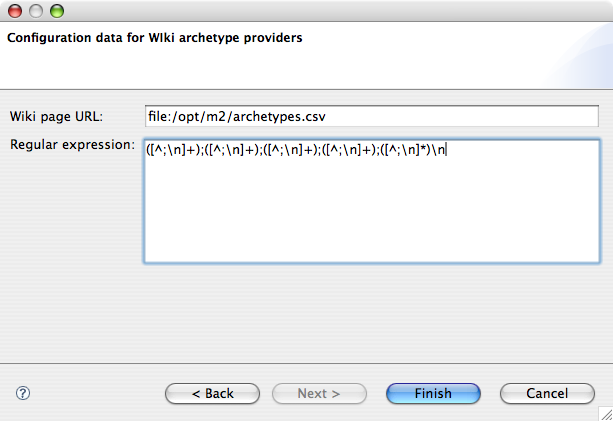 Configuration data for Wiki archetype providers
Wiki page URL:
file:/opt/m2/archetypes.csv
Regular expression:
([^;\n]+);([^;\n]+);([^;\n]+);([^;\n]+);([^;\n]*)\n
?
< Back
Next >
Finish
Cancel